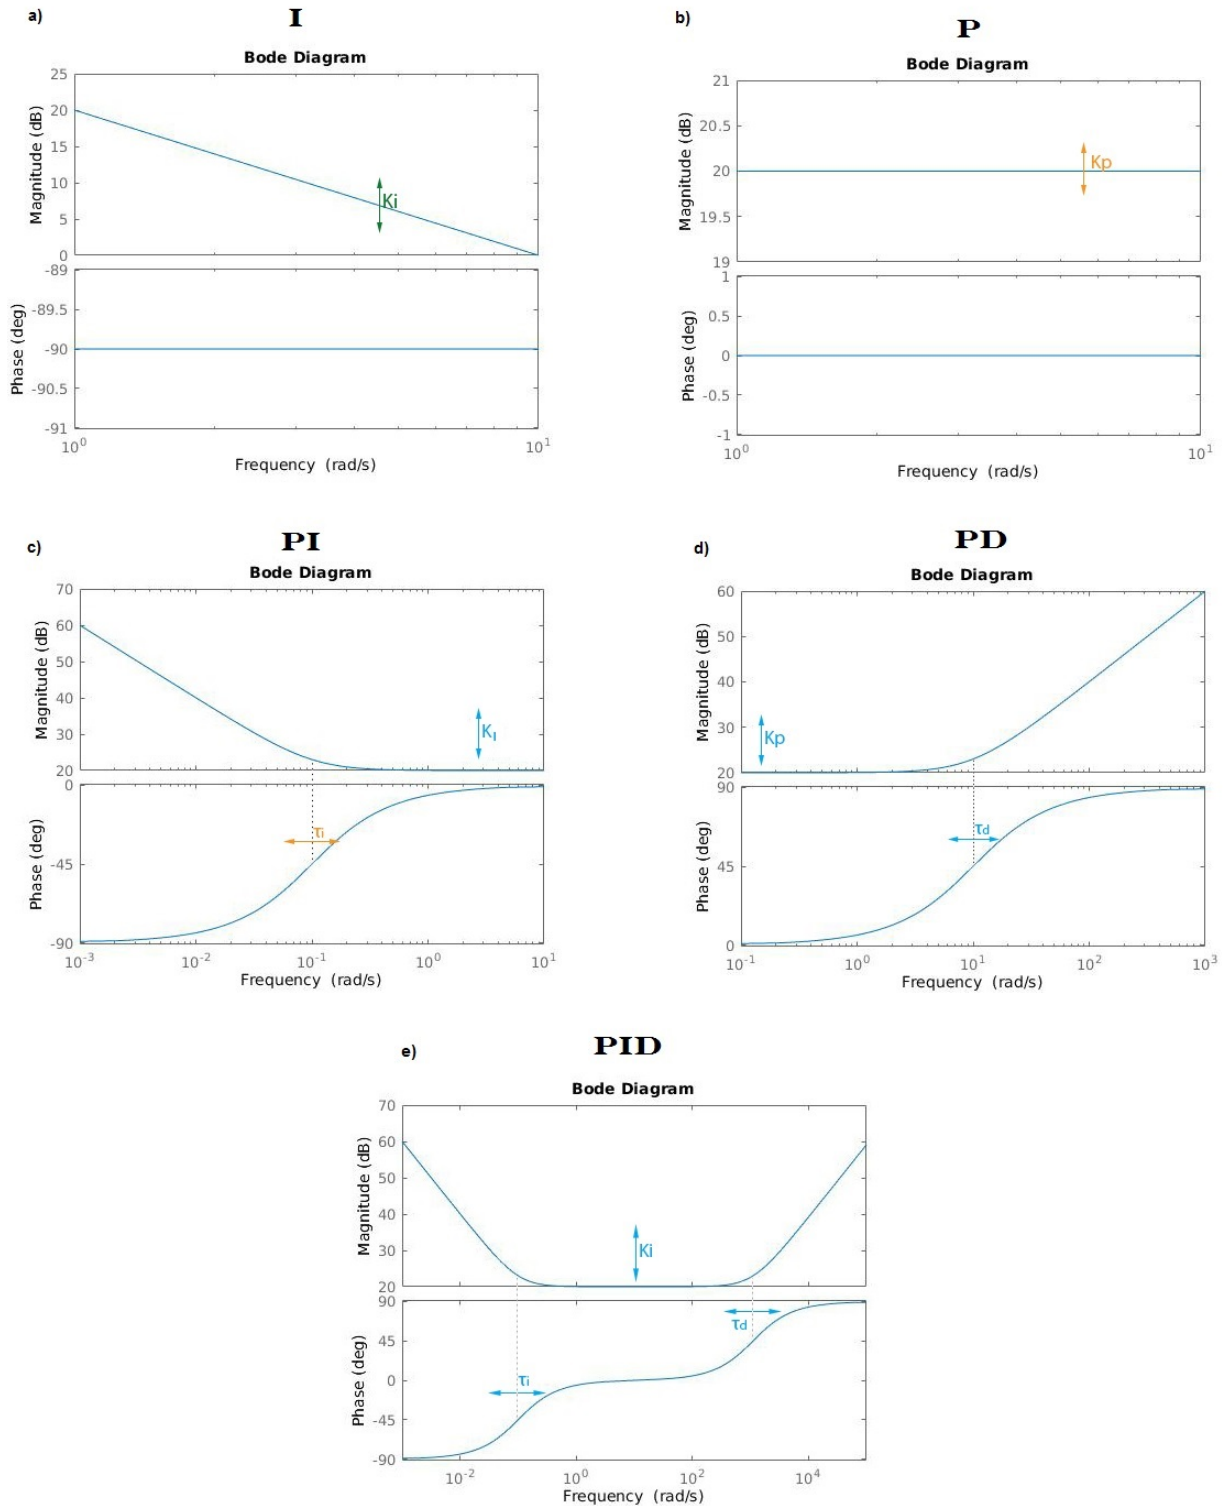 a)
I
Bode Diagram
Magnitude (dB)
25
20
15
10
5
0
Ki
Phase (deg)
-89
-89.5
-90
-90.5
-91
10⁰
10¹
Frequency (rad/s)
b)
P
Bode Diagram
Magnitude (dB)
21
20.5
20
19.5
19
Kp
Phase (deg)
1
0.5
0
-0.5
-1
10⁰
10¹
Frequency (rad/s)
c)
PI
Bode Diagram
Magnitude (dB)
70
60
50
40
30
20
K_I
Phase (deg)
0
-45
-90
τi
10⁻³
10⁻²
10⁻¹
10⁰
10¹
Frequency (rad/s)
d)
PD
Bode Diagram
Magnitude (dB)
60
50
40
30
20
Kp
Phase (deg)
90
45
0
τd
10⁻¹
10⁰
10¹
10²
10³
Frequency (rad/s)
e)
PID
Bode Diagram
Magnitude (dB)
70
60
50
40
30
20
Ki
Phase (deg)
90
45
0
-45
-90
τd
τi
10⁻²
10⁰
10²
10⁴
Frequency (rad/s)